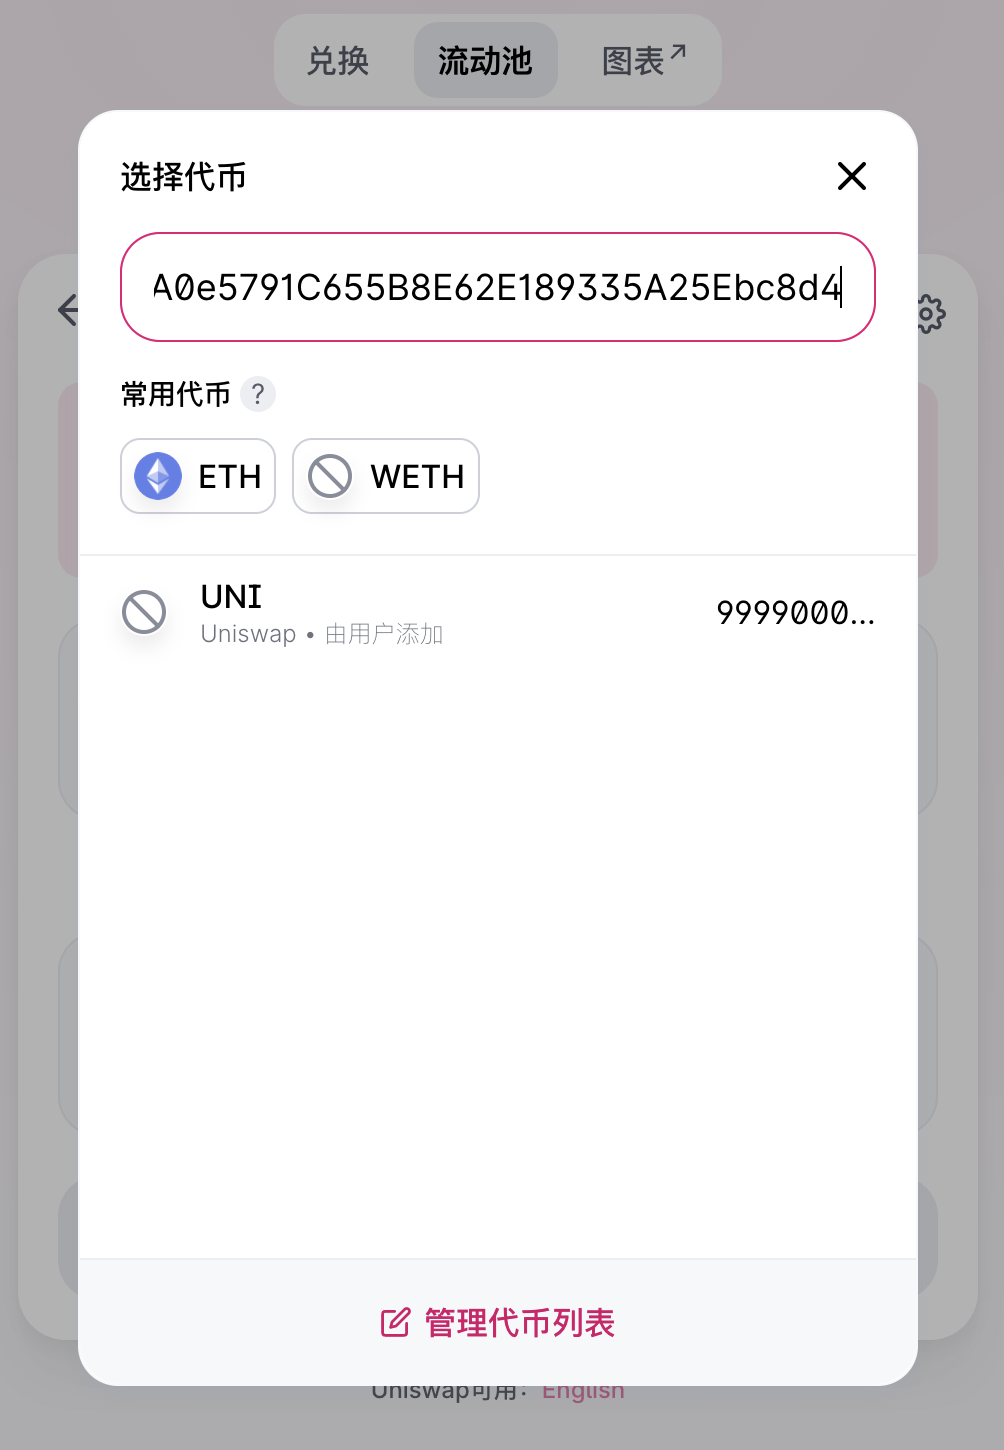 兑换 流动池 图表↗
选择代币
A0e5791C655B8E62E189335A25Ebc8d4
常用代币 ?
ETH WETH
UNI
Uniswap • 由用户添加
9999000...
管理代币列表
Uniswap可用： English